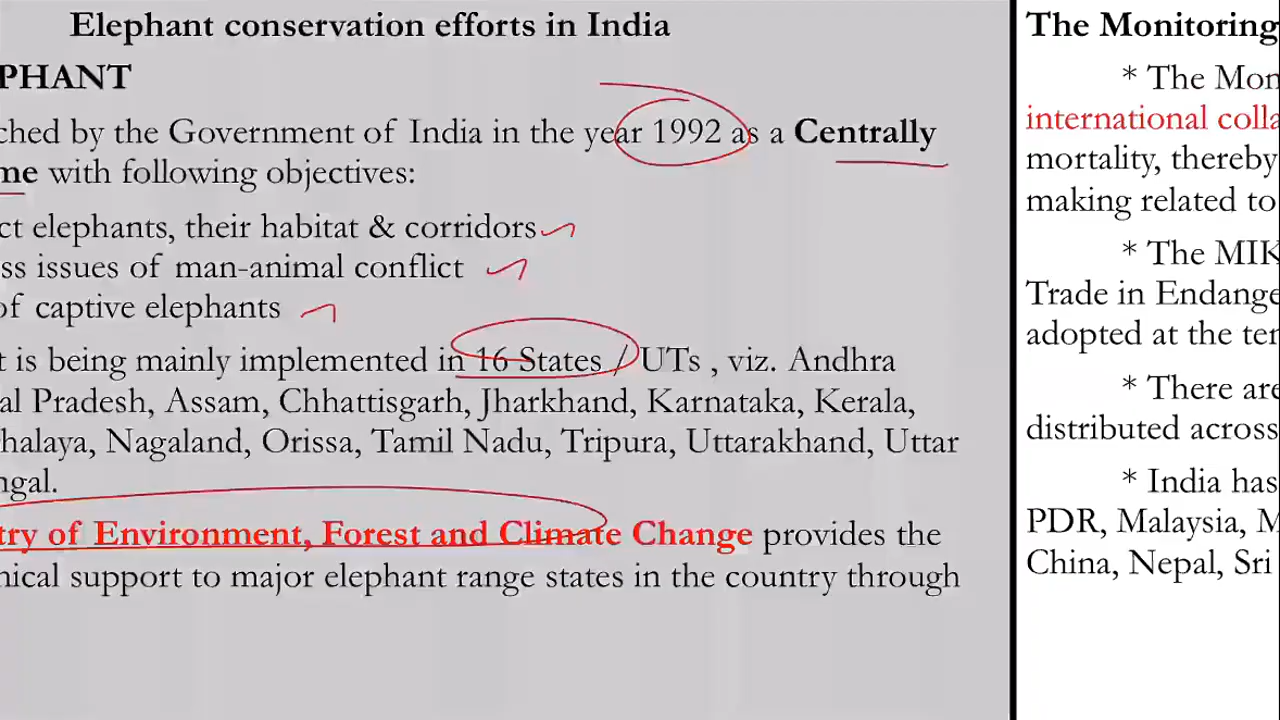 Elephant conservation efforts in India
PHANT
ched by the Government of India in the year 1992 as a Centrally
me with following objectives:
ct elephants, their habitat & corridors
ss issues of man-animal conflict
of captive elephants
t is being mainly implemented in 16 States / UTs , viz. Andhra
al Pradesh, Assam, Chhattisgarh, Jharkhand, Karnataka, Kerala,
halaya, Nagaland, Orissa, Tamil Nadu, Tripura, Uttarakhand, Uttar
ngal.
try of Environment, Forest and Climate Change provides the
nical support to major elephant range states in the country through
The Monitoring
* The Mon
international colla
mortality, thereby
making related to
* The MIK
Trade in Endange
adopted at the ten
* There are
distributed across
* India has
PDR, Malaysia, M
China, Nepal, Sri